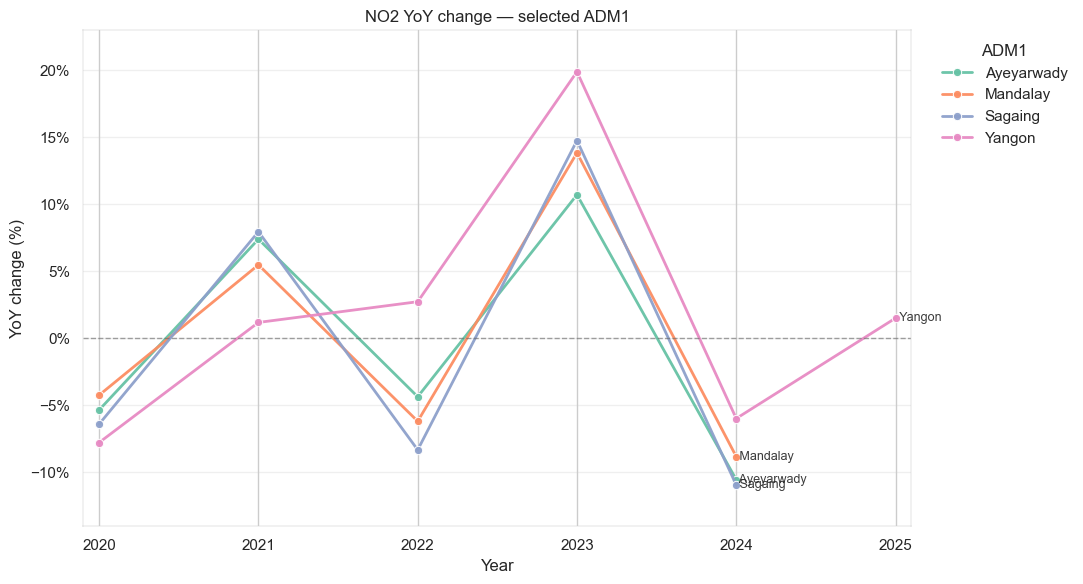 NO2 YoY change — selected ADM1
ADM1
Ayeyarwady
Mandalay
Sagaing
Yangon
YoY change (%)
20%
15%
10%
5%
0%
−5%
−10%
Yangon
Mandalay
Ayeyarwady
Sagaing
2020
2021
2022
2023
2024
2025
Year